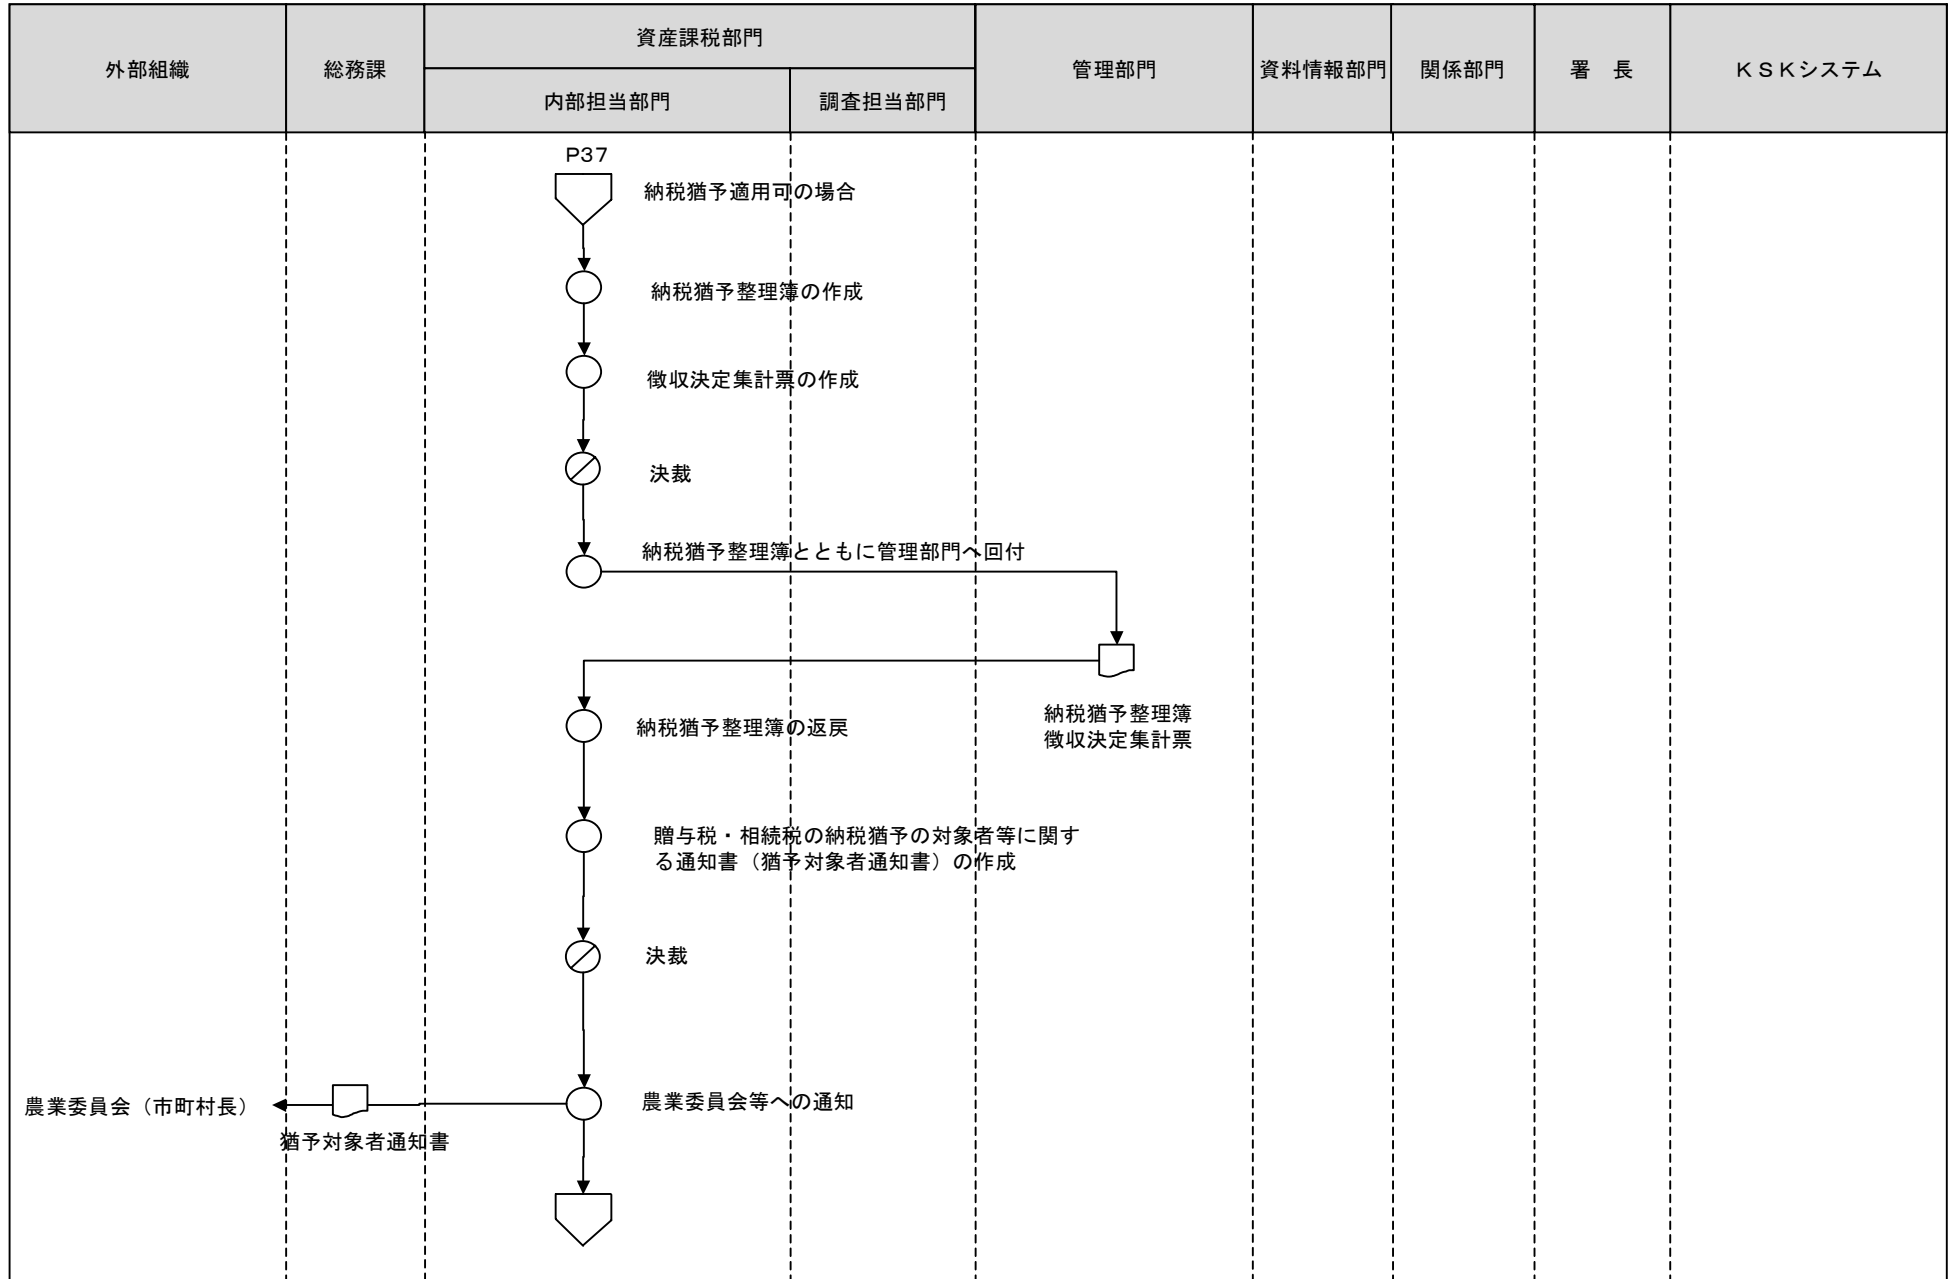 外部組織
総務課
資産課税部門
内部担当部門
調査担当部門
管理部門
資料情報部門
関係部門
署　長
ＫＳＫシステム
P37
納税猶予適用可の場合
納税猶予整理簿の作成
徴収決定集計票の作成
決裁
納税猶予整理簿とともに管理部門へ回付
納税猶予整理簿の返戻
納税猶予整理簿
徴収決定集計票
贈与税・相続税の納税猶予の対象者等に関す
る通知書（猶予対象者通知書）の作成
決裁
農業委員会（市町村長）
農業委員会等への通知
猶予対象者通知書